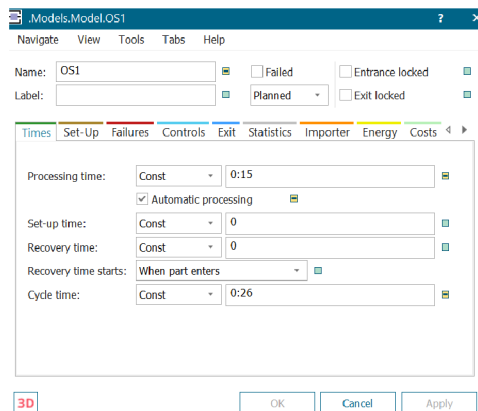 .Models.Model.OS1 ?
Navigate View Tools Tabs Help
Name: OS1 Failed Entrance locked
Label: Planned Exit locked
Times Set-Up Failures Controls Exit Statistics Importer Energy Costs
Processing time: Const 0:15
Automatic processing
Set-up time: Const 0
Recovery time: Const 0
Recovery time starts: When part enters
Cycle time: Const 0:26
3D OK Cancel Apply